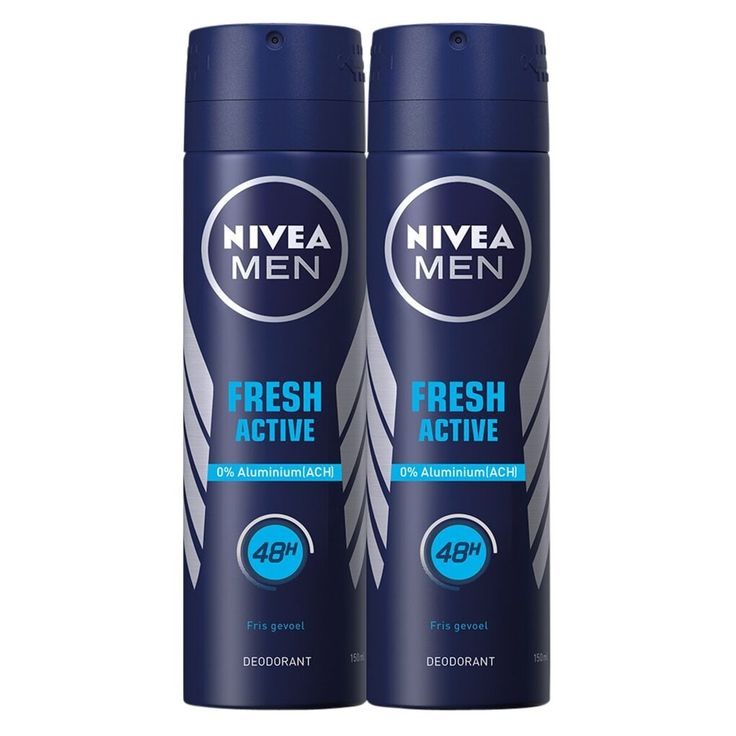 NIVEA
MEN
FRESH
ACTIVE
0% Aluminium(ACH)
48H
Fris gevoel
DEODORANT
150ml
NIVEA
MEN
FRESH
ACTIVE
0% Aluminium(ACH)
48H
Fris gevoel
DEODORANT
150ml